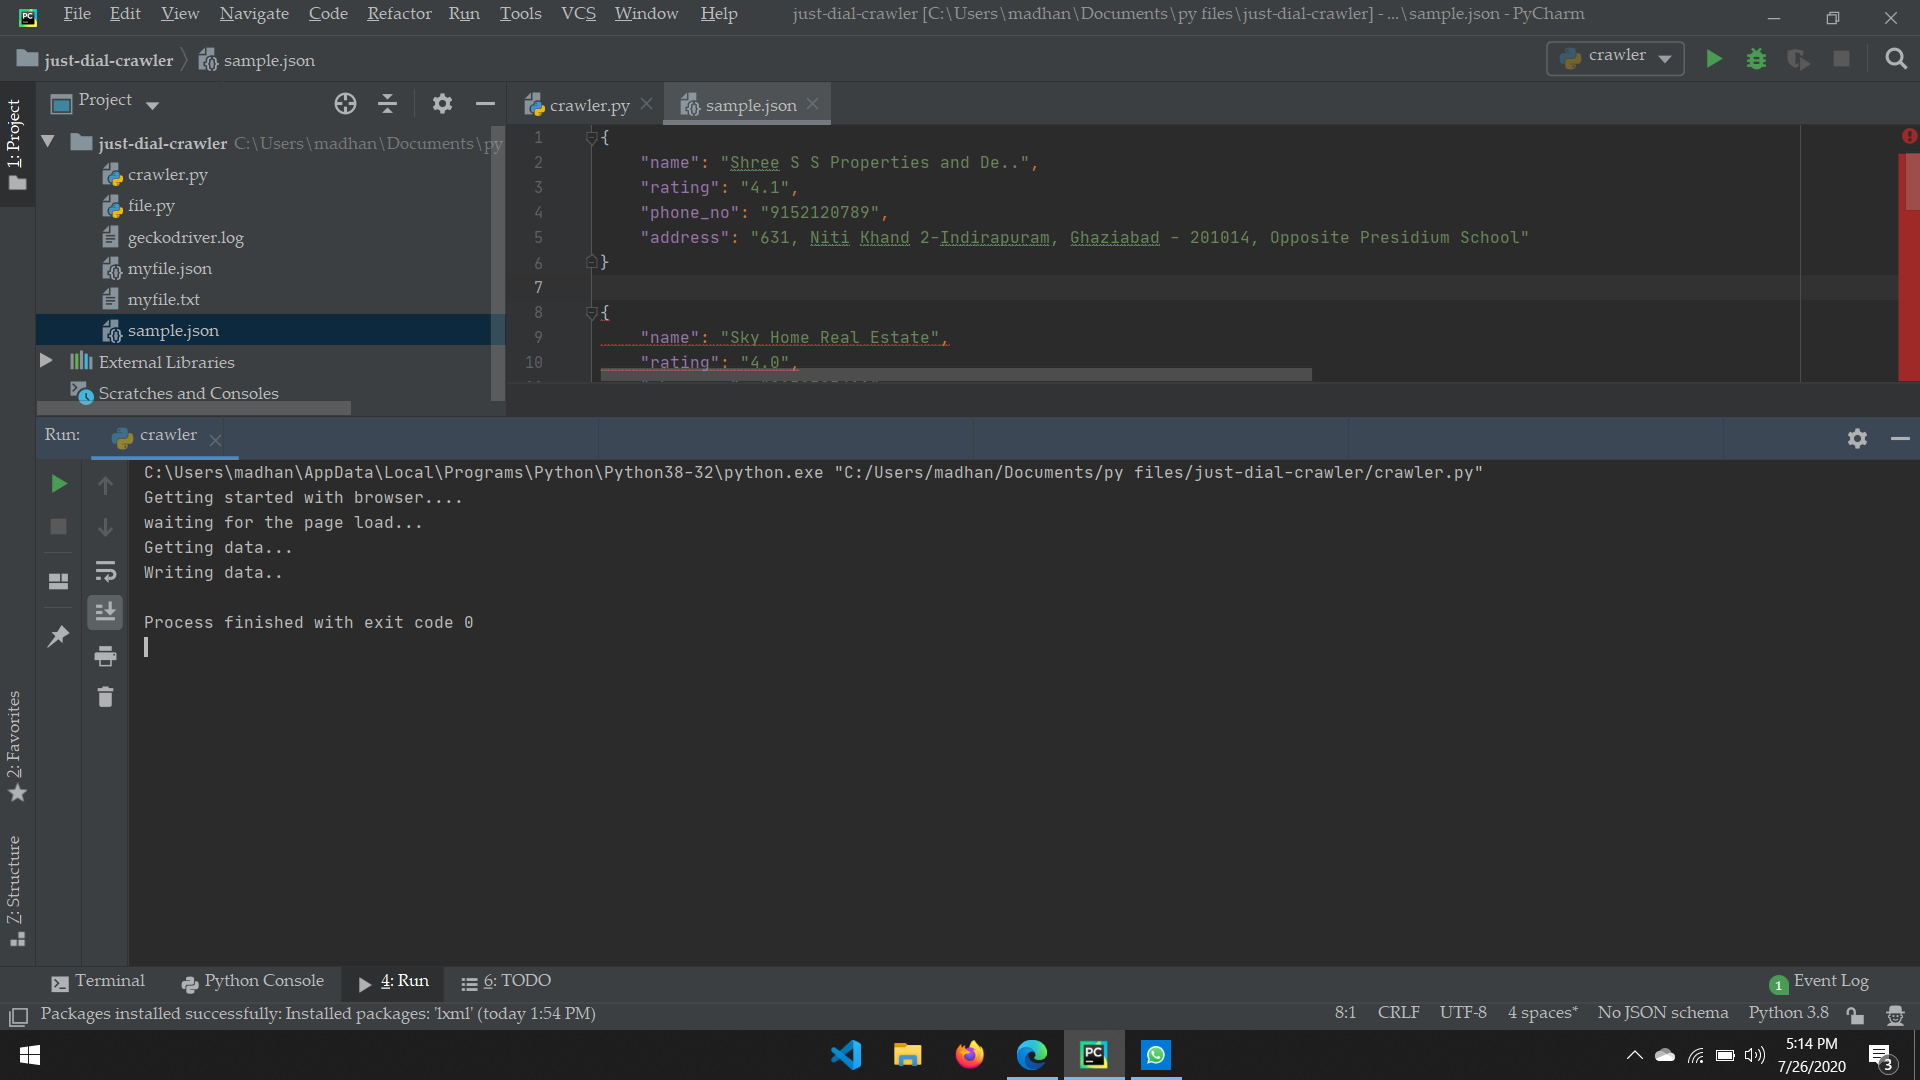 File Edit View Navigate Code Refactor Run Tools VCS Window Help just-dial-crawler [C:\Users\madhan\Documents\py files\just-dial-crawler] - ...\sample.json - PyCharm
just-dial-crawler sample.json crawler
1: Project
Project
crawler.py sample.json
just-dial-crawler C:\Users\madhan\Documents\py
crawler.py
file.py
geckodriver.log
myfile.json
myfile.txt
sample.json
External Libraries
Scratches and Consoles
1 {
2 "name": "Shree S S Properties and De..",
3 "rating": "4.1",
4 "phone_no": "9152120789",
5 "address": "631, Niti Khand 2-Indirapuram, Ghaziabad - 201014, Opposite Presidium School"
6 }
7
8 {
9 "name": "Sky Home Real Estate",
10 "rating": "4.0",
Run: crawler
C:\Users\madhan\AppData\Local\Programs\Python\Python38-32\python.exe "C:/Users/madhan/Documents/py files/just-dial-crawler/crawler.py"
Getting started with browser....
waiting for the page load...
Getting data...
Writing data..
Process finished with exit code 0
2: Favorites
Z: Structure
Terminal Python Console 4: Run 6: TODO 1 Event Log
Packages installed successfully: Installed packages: 'lxml' (today 1:54 PM) 8:1 CRLF UTF-8 4 spaces* No JSON schema Python 3.8
PC
5:14 PM
7/26/2020
3